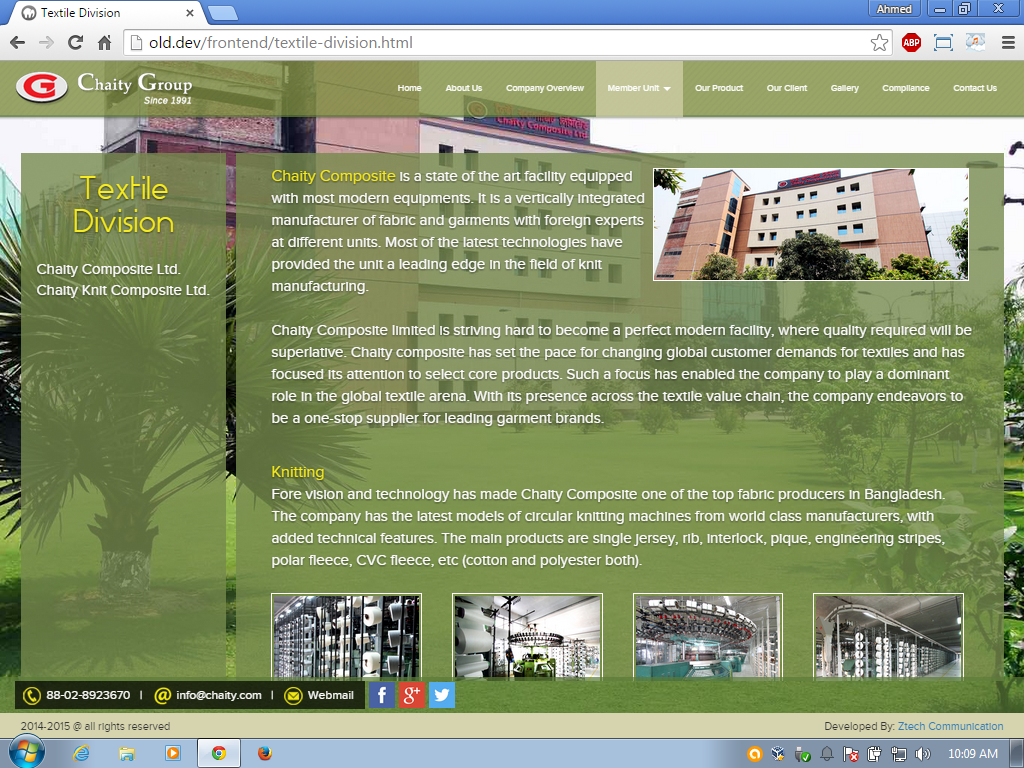 Textile Division
Ahmed
old.dev/frontend/textile-division.html
ABP
G
Chaity Group
Since 1991
Home
About Us
Company Overview
Member Unit
Our Product
Our Client
Gallery
Compliance
Contact Us
Chaity Composite Ltd.
Textile
Division
Chaity Composite Ltd.
Chaity Knit Composite Ltd.
Chaity Composite is a state of the art facility equipped
with most modern equipments. It is a vertically integrated
manufacturer of fabric and garments with foreign experts
at different units. Most of the latest technologies have
provided the unit a leading edge in the field of knit
manufacturing.
Chaity Composite limited is striving hard to become a perfect modern facility, where quality required will be
superlative. Chaity composite has set the pace for changing global customer demands for textiles and has
focused its attention to select core products. Such a focus has enabled the company to play a dominant
role in the global textile arena. With its presence across the textile value chain, the company endeavors to
be a one-stop supplier for leading garment brands.
Knitting
Fore vision and technology has made Chaity Composite one of the top fabric producers in Bangladesh.
The company has the latest models of circular knitting machines from world class manufacturers, with
added technical features. The main products are single jersey, rib, interlock, pique, engineering stripes,
polar fleece, CVC fleece, etc (cotton and polyester both).
88-02-8923670 | info@chaity.com | Webmail
2014-2015 @ all rights reserved
Developed By: Ztech Communication
10:09 AM